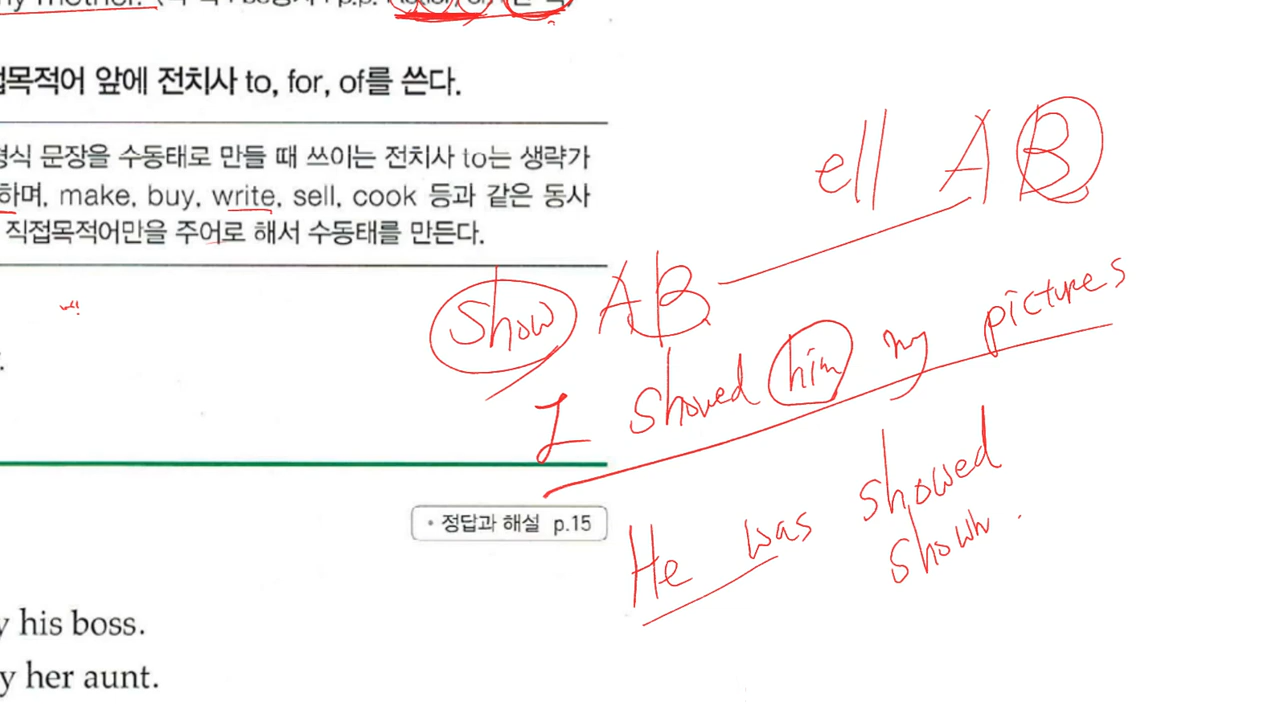 my mother.
접목적어 앞에 전치사 to, for, of를 쓴다.
형식 문장을 수동태로 만들 때 쓰이는 전치사 to는 생략가
하며, make, buy, write, sell, cook 등과 같은 동사
직접목적어만을 주어로 해서 수동태를 만든다.
ell A B
Show A B
I showed him my pictures
He was showed
shown.
• 정답과 해설 p.15
y his boss.
y her aunt.